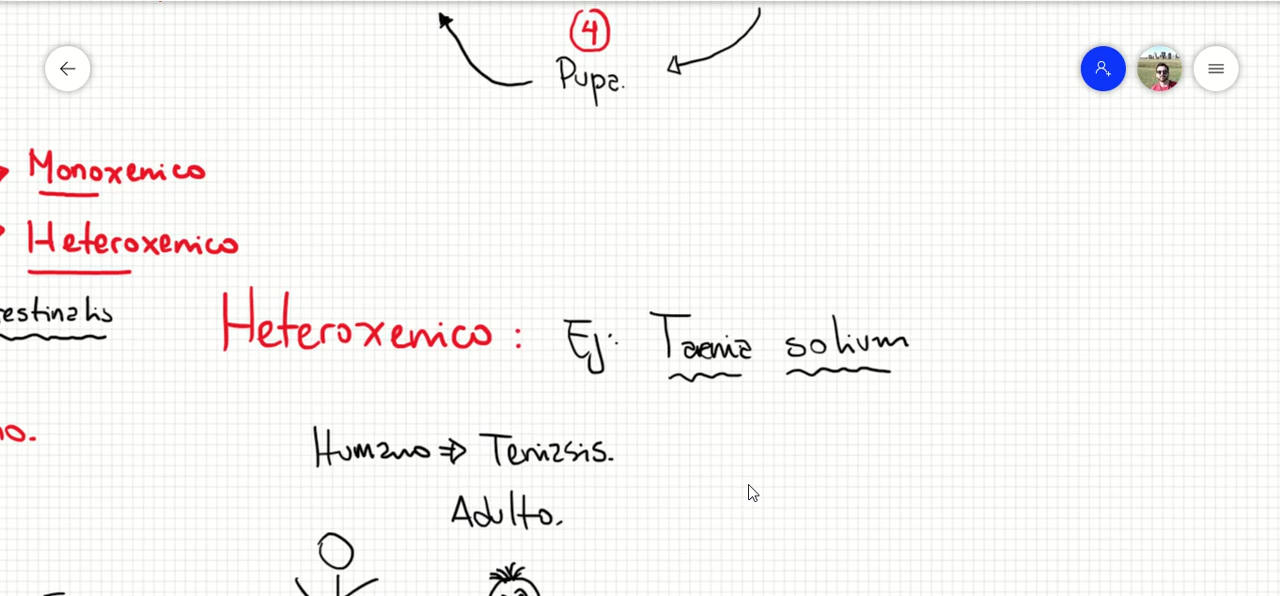 4
Pupa.
Monoxenico
Heteroxenico
estinalis
Heteroxenico: Ej: Taenia solium
Humano ⇒ Teniasis.
o.
Adulto.